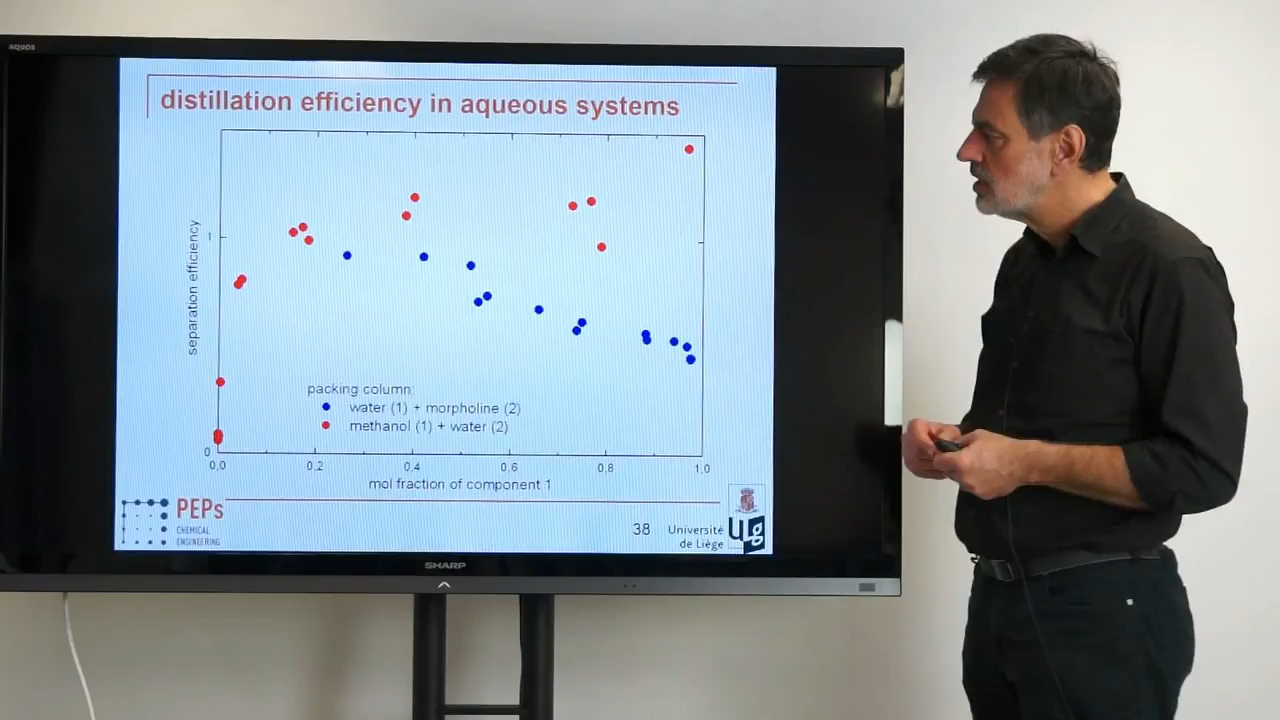 AQUOS
distillation efficiency in aqueous systems
separation efficiency
1
0
packing column:
water (1) + morpholine (2)
methanol (1) + water (2)
0,0 0,2 0,4 0,6 0,8 1,0
mol fraction of component 1
PEPs
CHEMICAL
ENGINEERING
38
Université
de Liège
ULg
SHARP